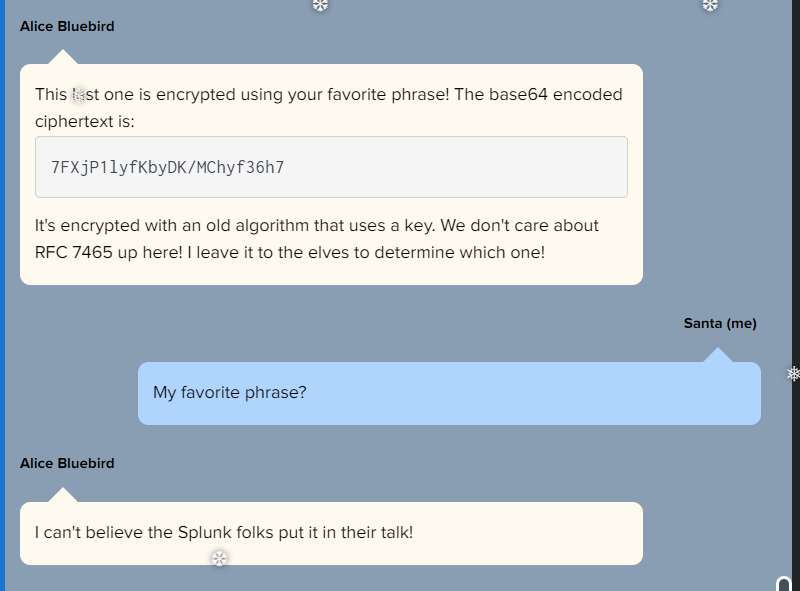 Alice Bluebird
This last one is encrypted using your favorite phrase! The base64 encoded
ciphertext is:
7FXjP1lyfKbyDK/MChyf36h7
It's encrypted with an old algorithm that uses a key. We don't care about
RFC 7465 up here! I leave it to the elves to determine which one!
Santa (me)
My favorite phrase?
Alice Bluebird
I can't believe the Splunk folks put it in their talk!